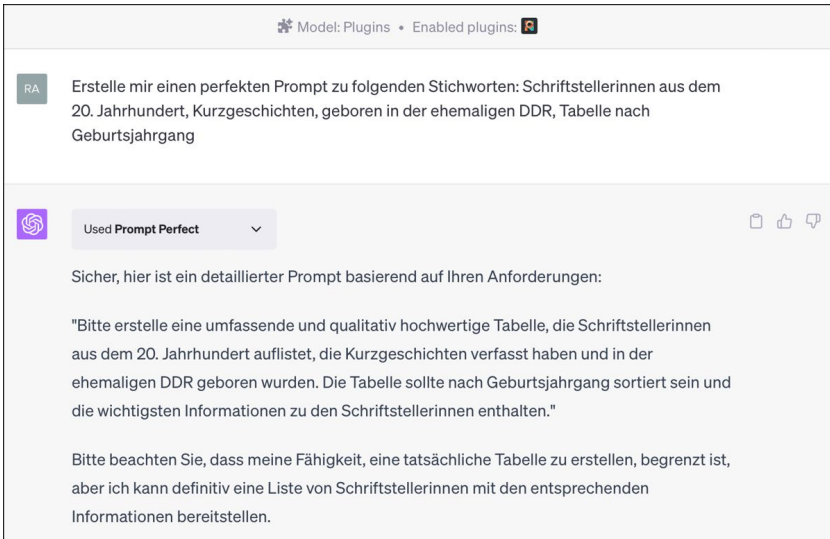 Model: Plugins • Enabled plugins:
RA
Erstelle mir einen perfekten Prompt zu folgenden Stichworten: Schriftstellerinnen aus dem
20. Jahrhundert, Kurzgeschichten, geboren in der ehemaligen DDR, Tabelle nach
Geburtsjahrgang
Used Prompt Perfect
Sicher, hier ist ein detaillierter Prompt basierend auf Ihren Anforderungen:
"Bitte erstelle eine umfassende und qualitativ hochwertige Tabelle, die Schriftstellerinnen
aus dem 20. Jahrhundert auflistet, die Kurzgeschichten verfasst haben und in der
ehemaligen DDR geboren wurden. Die Tabelle sollte nach Geburtsjahrgang sortiert sein und
die wichtigsten Informationen zu den Schriftstellerinnen enthalten."
Bitte beachten Sie, dass meine Fähigkeit, eine tatsächliche Tabelle zu erstellen, begrenzt ist,
aber ich kann definitiv eine Liste von Schriftstellerinnen mit den entsprechenden
Informationen bereitstellen.